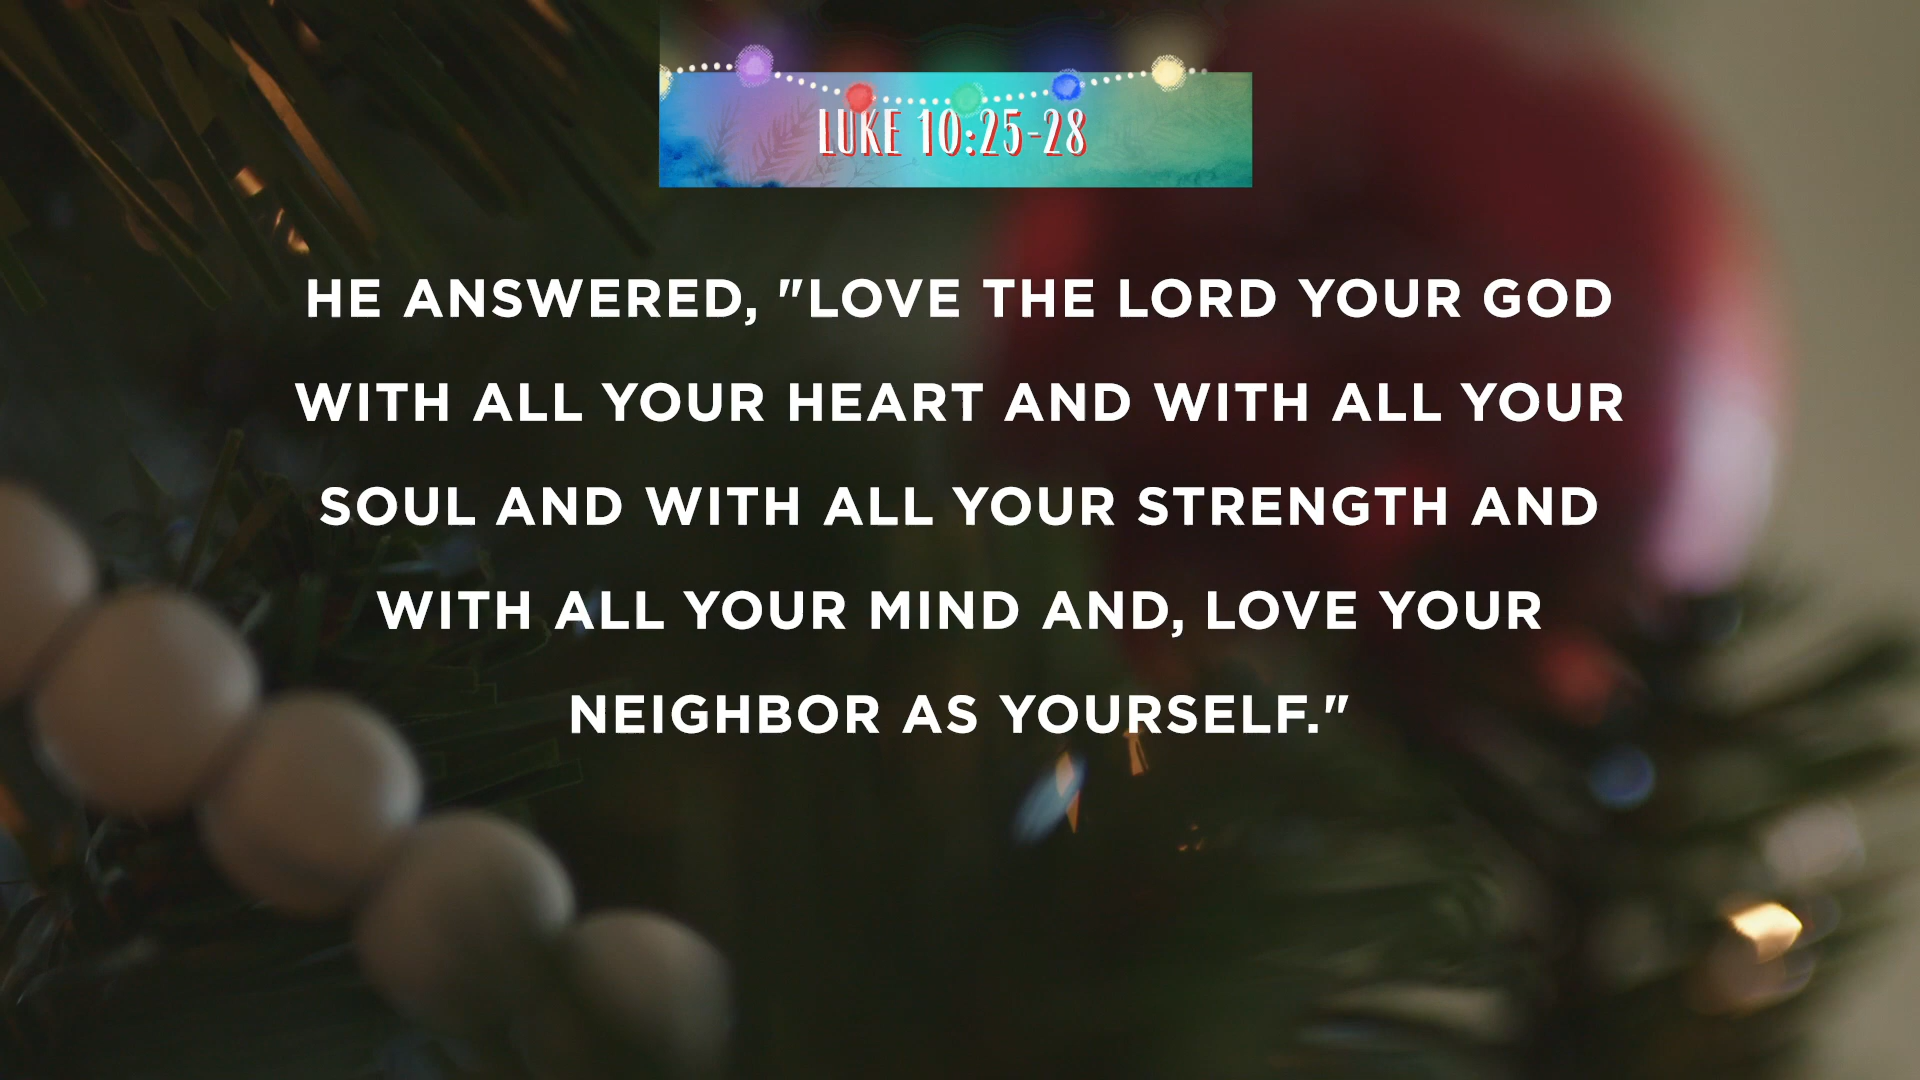 LUKE 10:25-28
HE ANSWERED, "LOVE THE LORD YOUR GOD
WITH ALL YOUR HEART AND WITH ALL YOUR
SOUL AND WITH ALL YOUR STRENGTH AND
WITH ALL YOUR MIND AND, LOVE YOUR
NEIGHBOR AS YOURSELF."